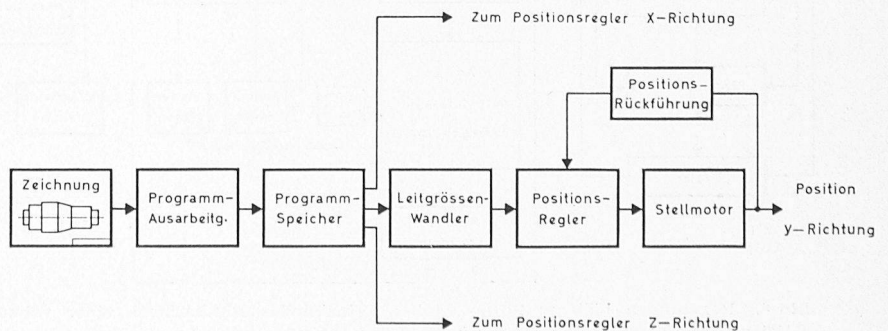 Zum Positionsregler X-Richtung
Positions-
Rückführung
Zeichnung
Programm-
Ausarbeitg.
Programm-
Speicher
Leitgrössen-
Wandler
Positions-
Regler
Stellmotor
Position
y-Richtung
Zum Positionsregler Z-Richtung